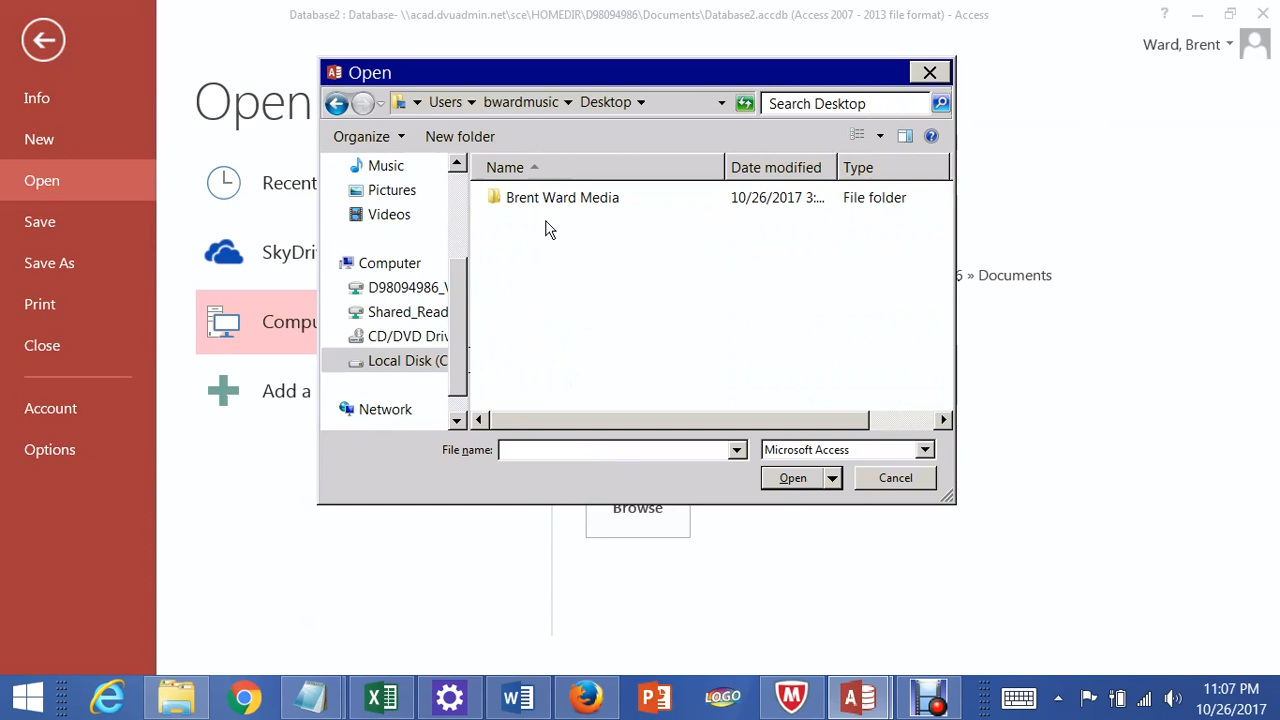 Database2 : Database- \\acad.dvuadmin.net\sce\HOMEDIR\D98094986\Documents\Database2.accdb (Access 2007 - 2013 file format) - Access
?
Ward, Brent
Info
New
Open
Save
Save As
Print
Close
Account
Options
Open
Recent
SkyDri
Compu
Add a
6 » Documents
Browse
Open
Users
bwardmusic
Desktop
Search Desktop
Organize
New folder
Music
Pictures
Videos
Computer
D98094986_V
Shared_Read
CD/DVD Driv
Local Disk (C
Network
Name
Date modified
Type
Brent Ward Media
10/26/2017 3:...
File folder
File name:
Microsoft Access
Open
Cancel
LOGO
11:07 PM
10/26/2017